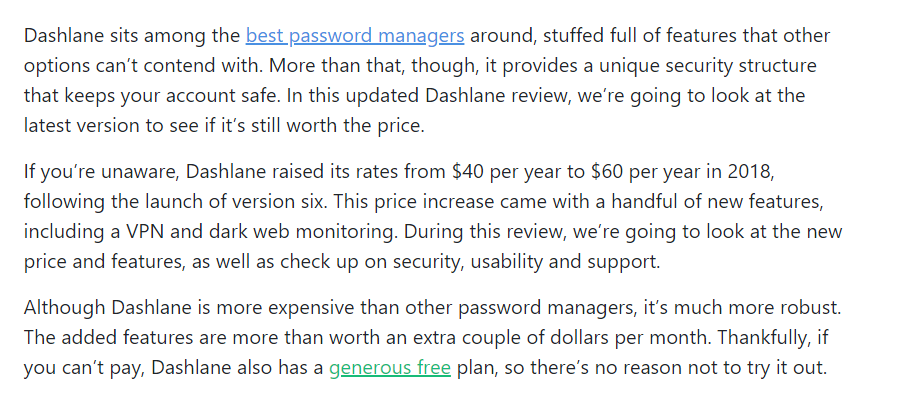 Dashlane sits among the best password managers around, stuffed full of features that other
options can’t contend with. More than that, though, it provides a unique security structure
that keeps your account safe. In this updated Dashlane review, we’re going to look at the
latest version to see if it’s still worth the price.
If you’re unaware, Dashlane raised its rates from $40 per year to $60 per year in 2018,
following the launch of version six. This price increase came with a handful of new features,
including a VPN and dark web monitoring. During this review, we’re going to look at the new
price and features, as well as check up on security, usability and support.
Although Dashlane is more expensive than other password managers, it’s much more robust.
The added features are more than worth an extra couple of dollars per month. Thankfully, if
you can’t pay, Dashlane also has a generous free plan, so there’s no reason not to try it out.